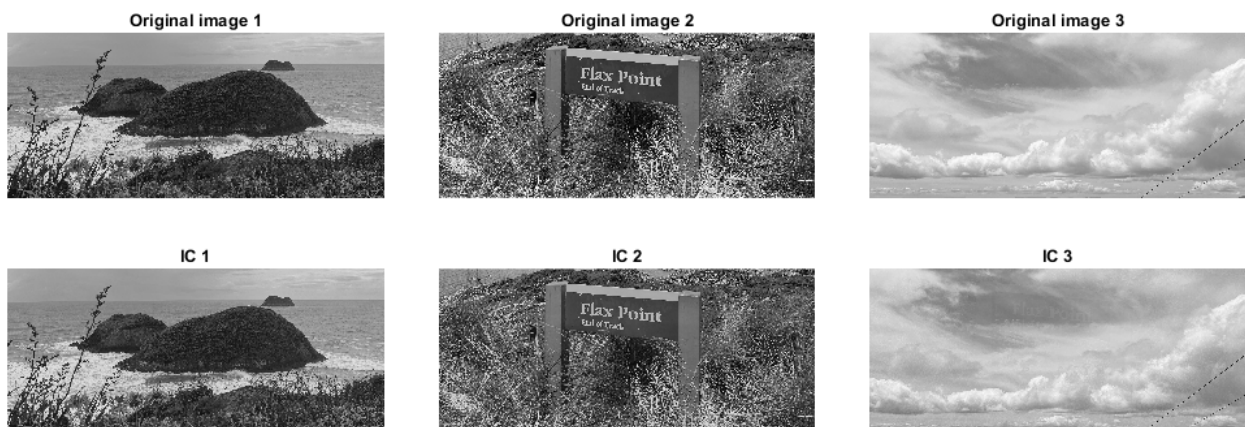 Original image 1
Original image 2
Original image 3
Flax Point
End of Track
IC 1
IC 2
IC 3
Flax Point
End of Track